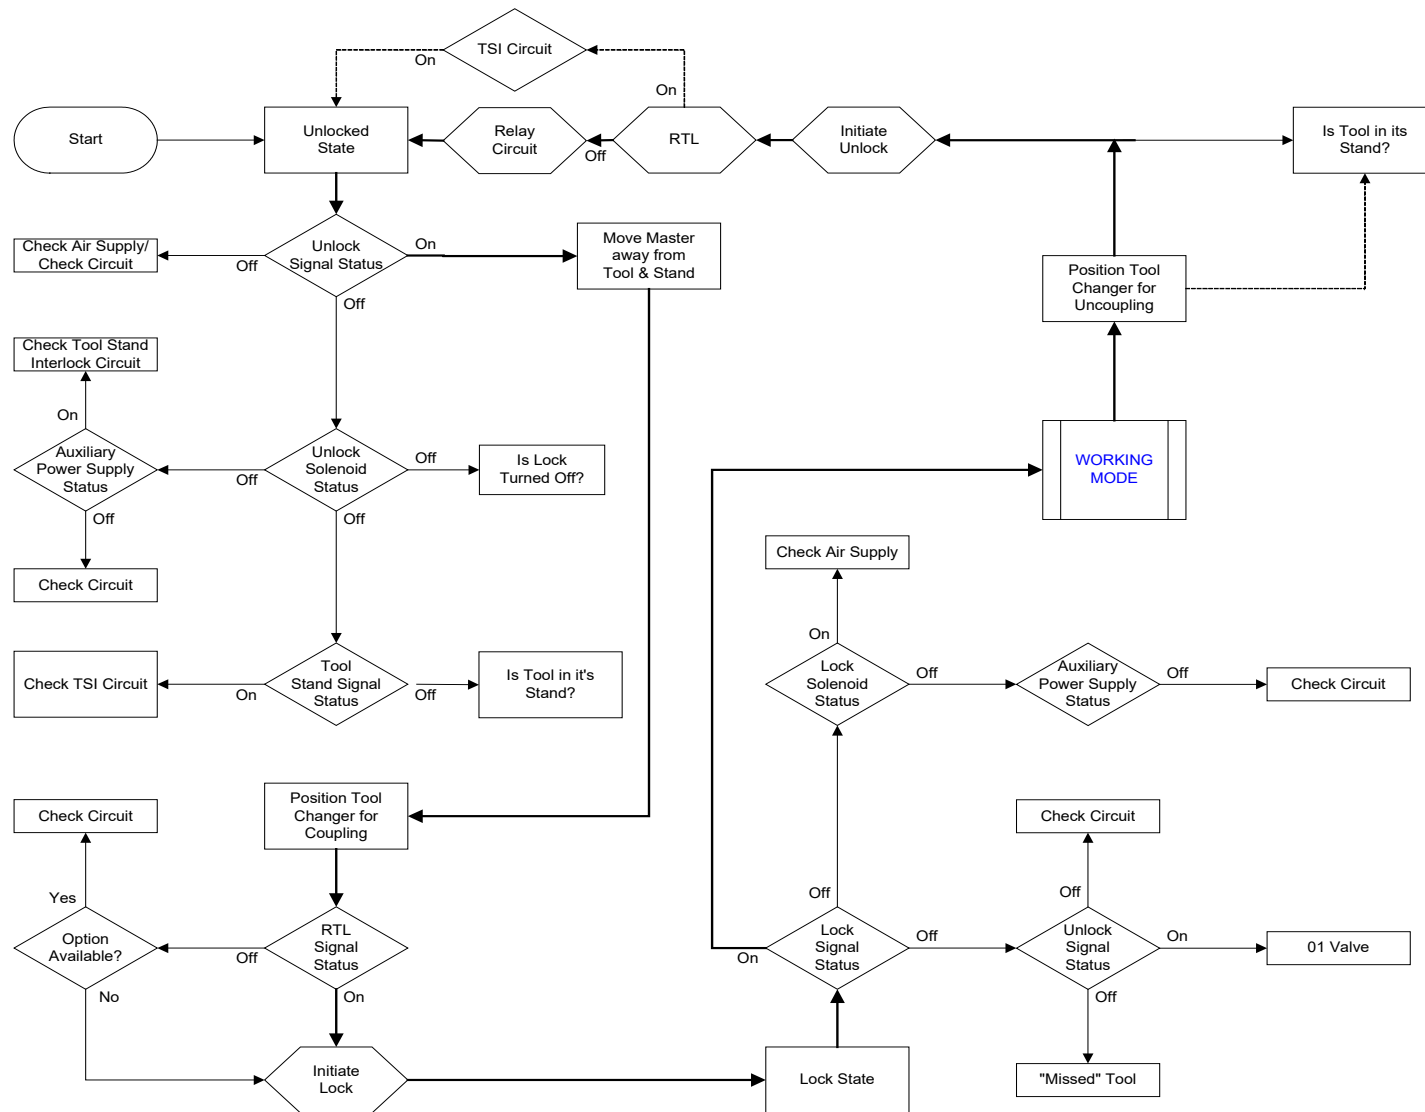 TSI Circuit
On
On
Start
Unlocked
State
Relay
Circuit
Off
RTL
Initiate
Unlock
Is Tool in its
Stand?
Check Air Supply/
Check Circuit
Off
Unlock
Signal Status
On
Off
Move Master
away from
Tool & Stand
Position Tool
Changer for
Uncoupling
Check Tool Stand
Interlock Circuit
On
Auxiliary
Power Supply
Status
Off
Off
Unlock
Solenoid
Status
Off
Off
Is Lock
Turned Off?
WORKING
MODE
Check Circuit
Check Air Supply
On
Check TSI Circuit
On
Tool
Stand Signal
Status
Off
Is Tool in it's
Stand?
Lock
Solenoid
Status
Off
Auxiliary
Power Supply
Status
Off
Check Circuit
Check Circuit
Yes
Position Tool
Changer for
Coupling
Check Circuit
Off
Off
Option
Available?
No
Off
RTL
Signal
Status
On
On
Lock
Signal
Status
Off
Unlock
Signal
Status
On
Off
01 Valve
Initiate
Lock
Lock State
"Missed" Tool